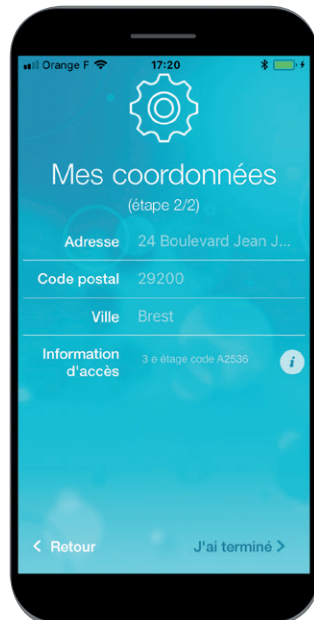 Orange F 17:20
Mes coordonnées
(étape 2/2)
Adresse 24 Boulevard Jean J...
Code postal 29200
Ville Brest
Information 3 e étage code A2536 i
d'accès
< Retour J'ai terminé >